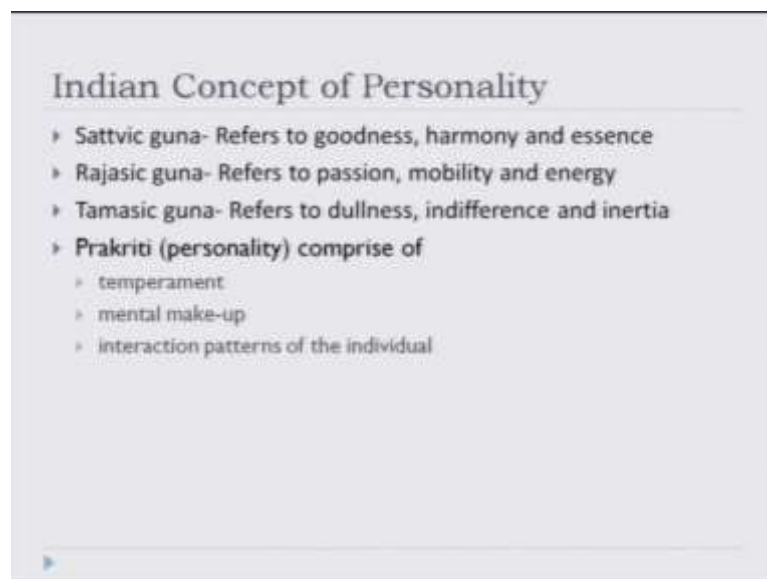 Indian Concept of Personality
Sattvic guna- Refers to goodness, harmony and essence
Rajasic guna- Refers to passion, mobility and energy
Tamasic guna- Refers to dullness, indifference and inertia
Prakriti (personality) comprise of
temperament
mental make-up
interaction patterns of the individual